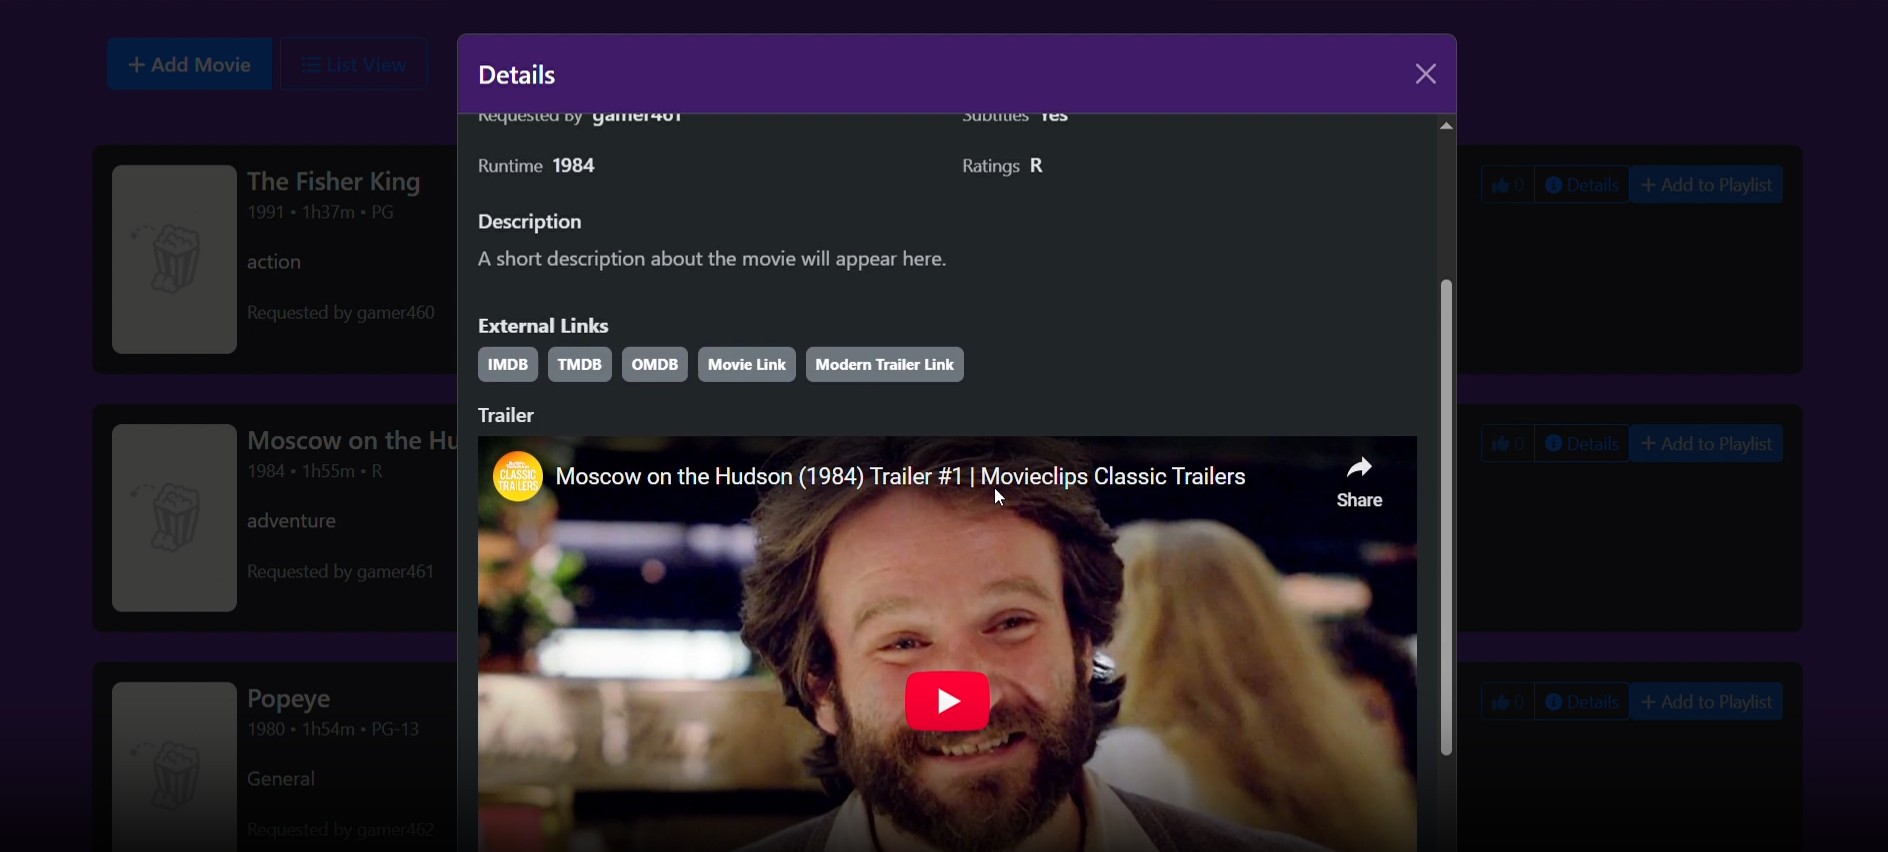 + Add Movie
List View
Details
Requested By gamer461
Subtitles Yes
Runtime 1984
Ratings R
Description
A short description about the movie will appear here.
External Links
IMDB
TMDB
OMDB
Movie Link
Modern Trailer Link
Trailer
CLASSIC
TRAILERS
Moscow on the Hudson (1984) Trailer #1 | Movieclips Classic Trailers
Share
The Fisher King
1991 • 1h37m • PG
action
Requested by gamer460
0
Details
+ Add to Playlist
Moscow on the Hu
1984 • 1h55m • R
adventure
Requested by gamer461
0
Details
+ Add to Playlist
Popeye
1980 • 1h54m • PG-13
General
Requested by gamer462
0
Details
+ Add to Playlist